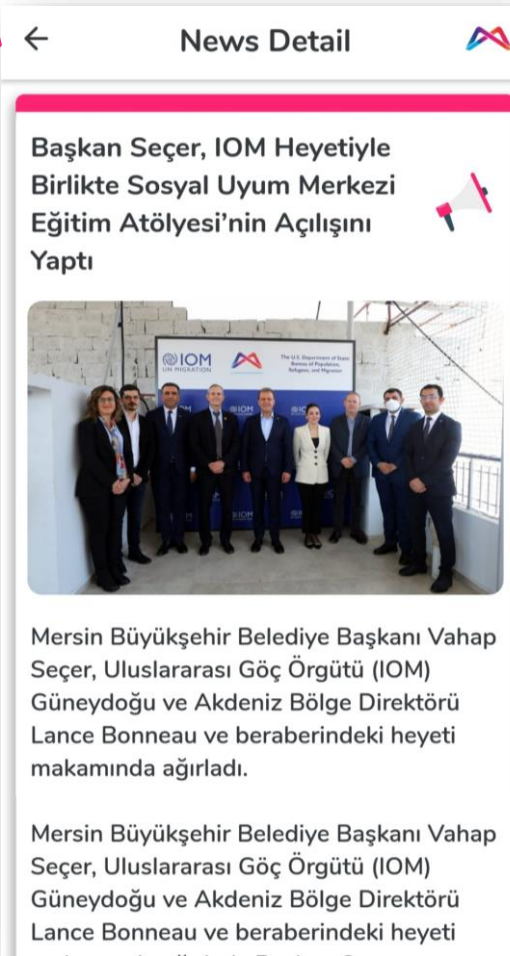 News Detail
Başkan Seçer, IOM Heyetiyle
Birlikte Sosyal Uyum Merkezi
Eğitim Atölyesi’nin Açılışını
Yaptı
IOM
UN MIGRATION
The U.S. Department of State
Bureau of Population,
Refugees, and Migration
IOM
IOM
Mersin Büyükşehir Belediye Başkanı Vahap
Seçer, Uluslararası Göç Örgütü (IOM)
Güneydoğu ve Akdeniz Bölge Direktörü
Lance Bonneau ve beraberindeki heyeti
makamında ağırladı.
Mersin Büyükşehir Belediye Başkanı Vahap
Seçer, Uluslararası Göç Örgütü (IOM)
Güneydoğu ve Akdeniz Bölge Direktörü
Lance Bonneau ve beraberindeki heyeti